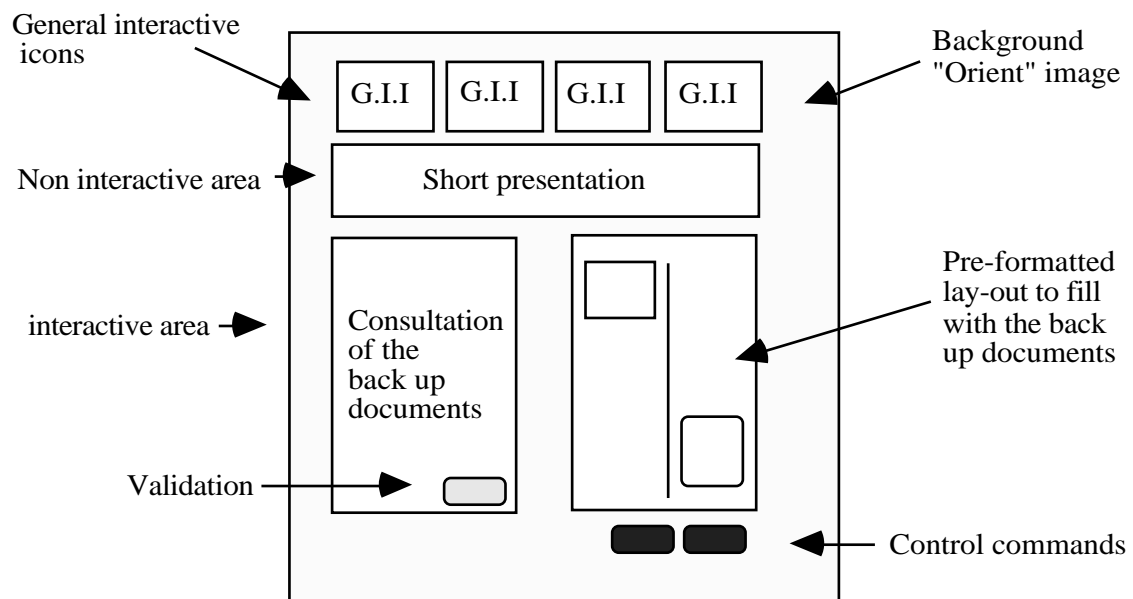 General interactive
icons
Background
"Orient" image
G.I.I
G.I.I
G.I.I
G.I.I
Non interactive area
Short presentation
interactive area
Consultation
of the
back up
documents
Pre-formatted
lay-out to fill
with the back
up documents
Validation
Control commands